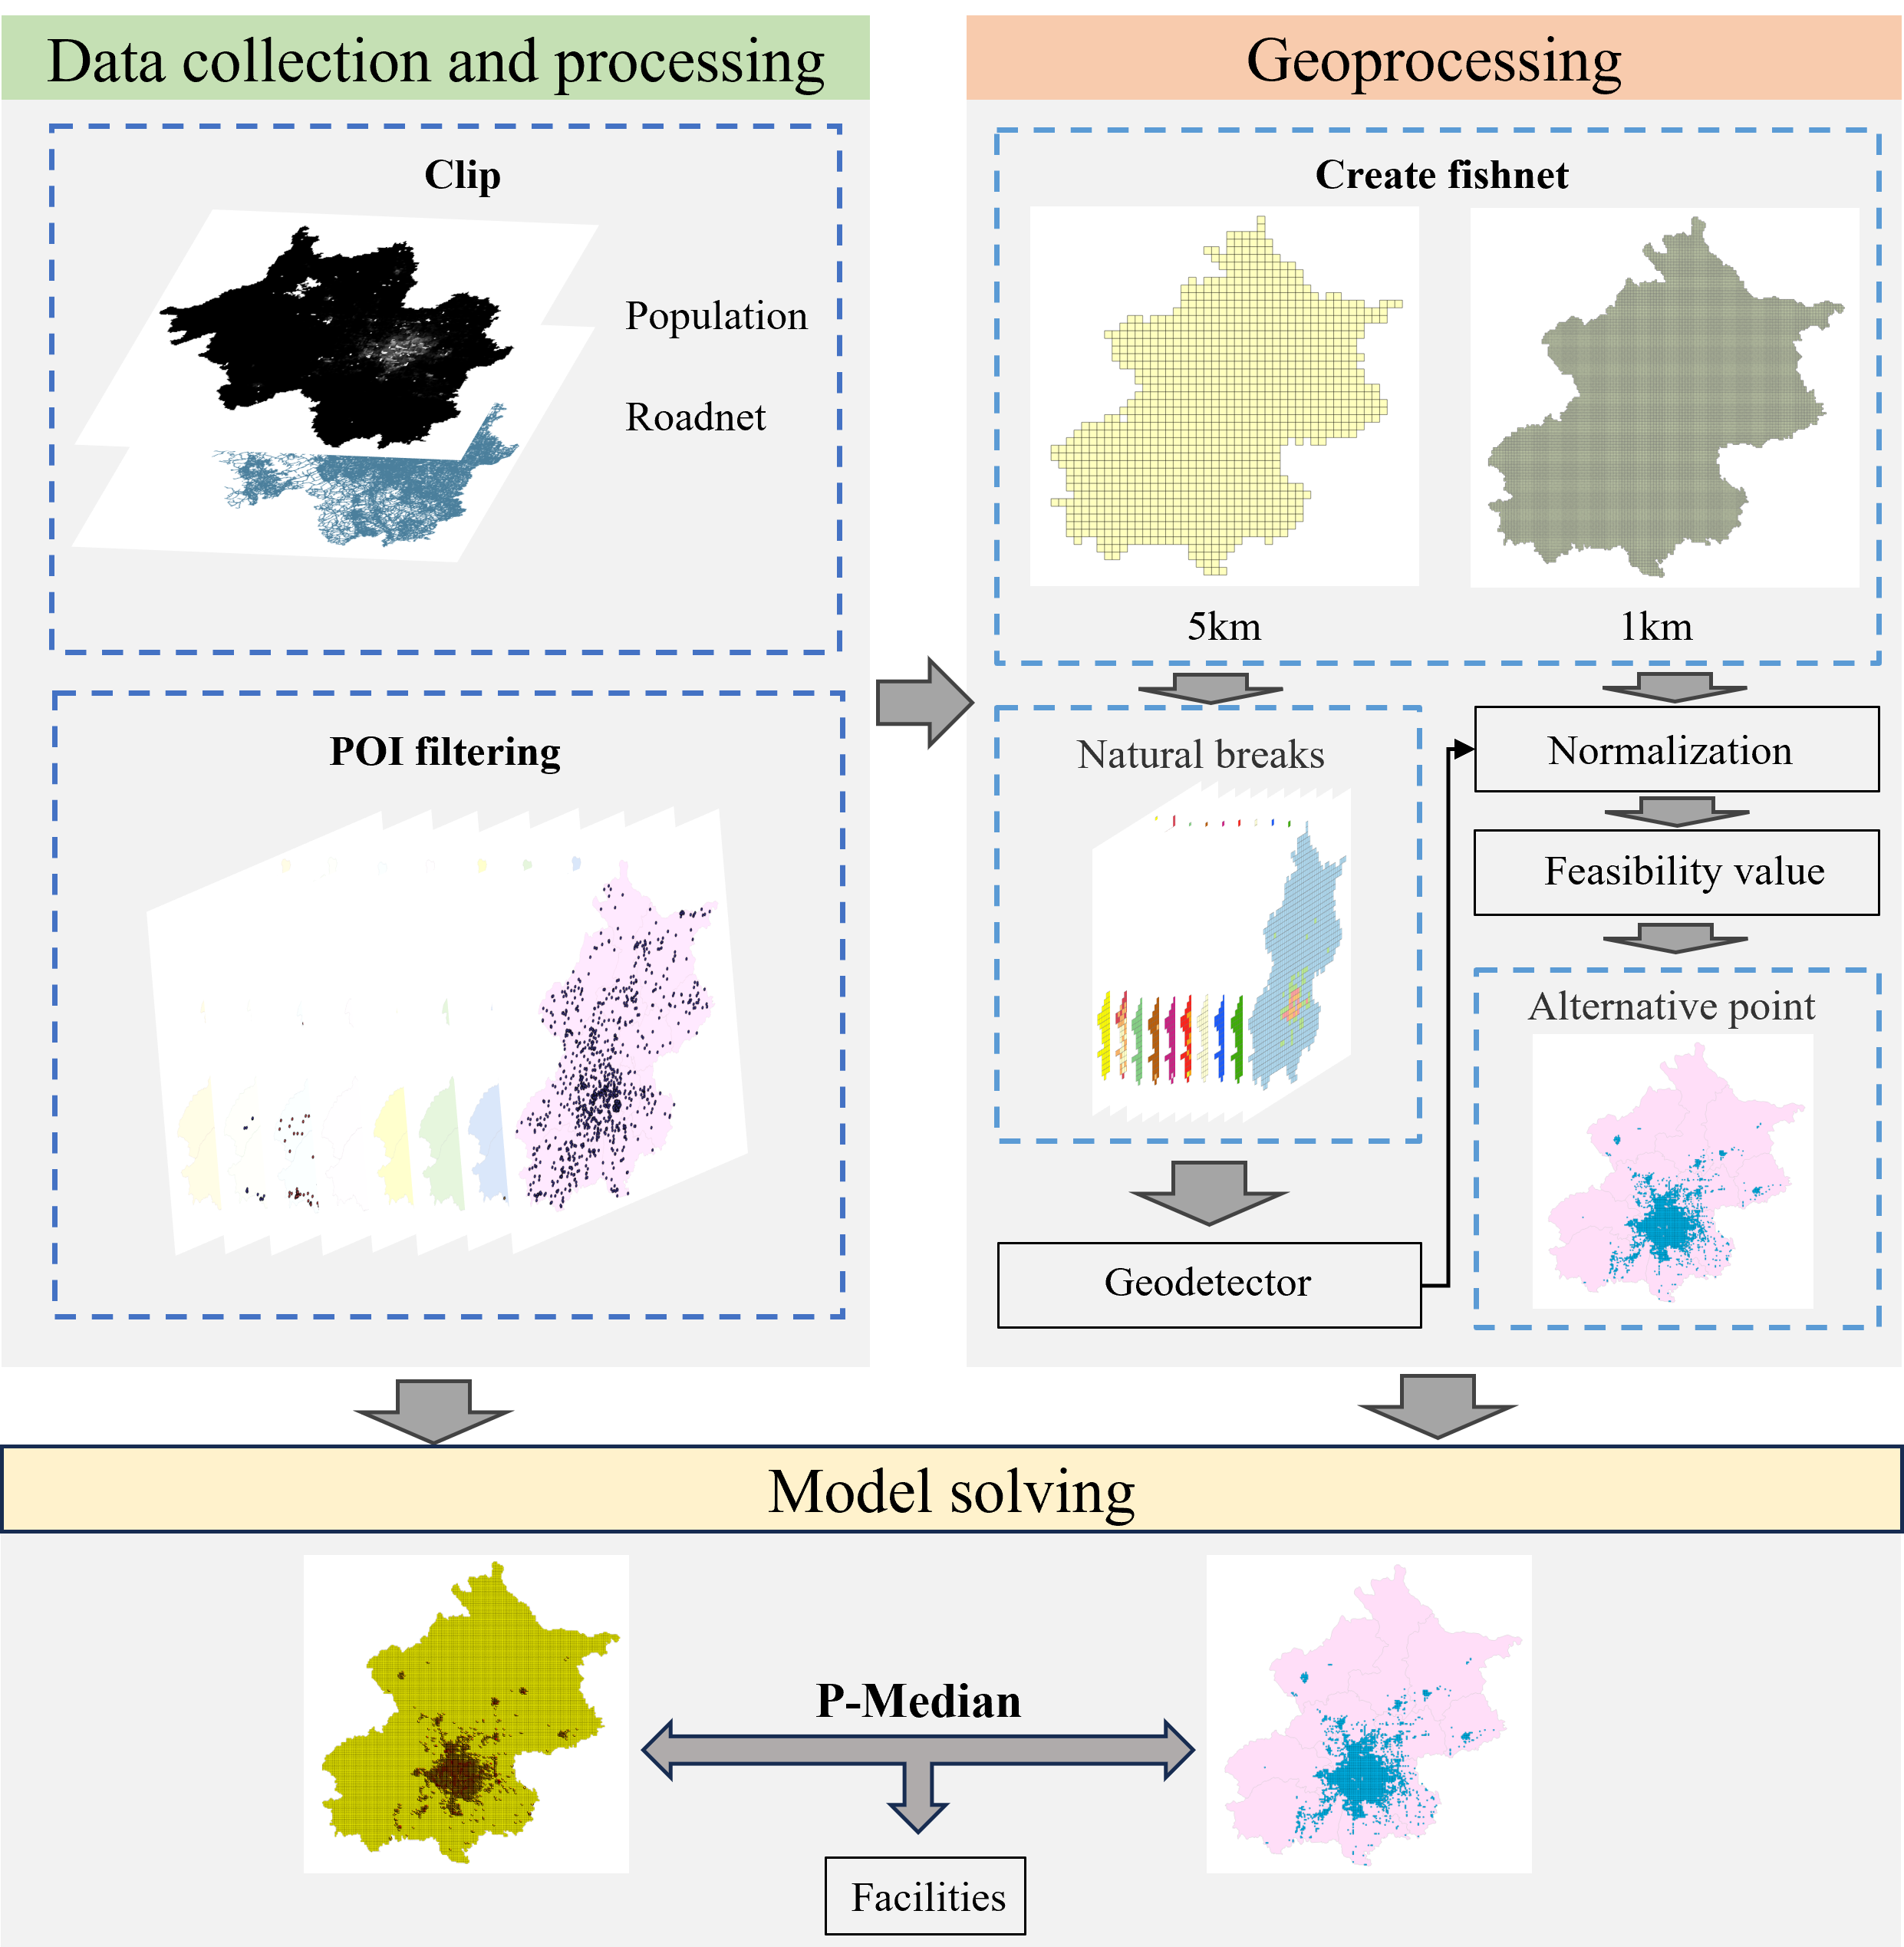 Data collection and processing
Clip
Population
Roadnet
POI filtering
Geoprocessing
Create fishnet
5km
1km
Natural breaks
Geodetector
Normalization
Feasibility value
Alternative point
Model solving
P-Median
Facilities